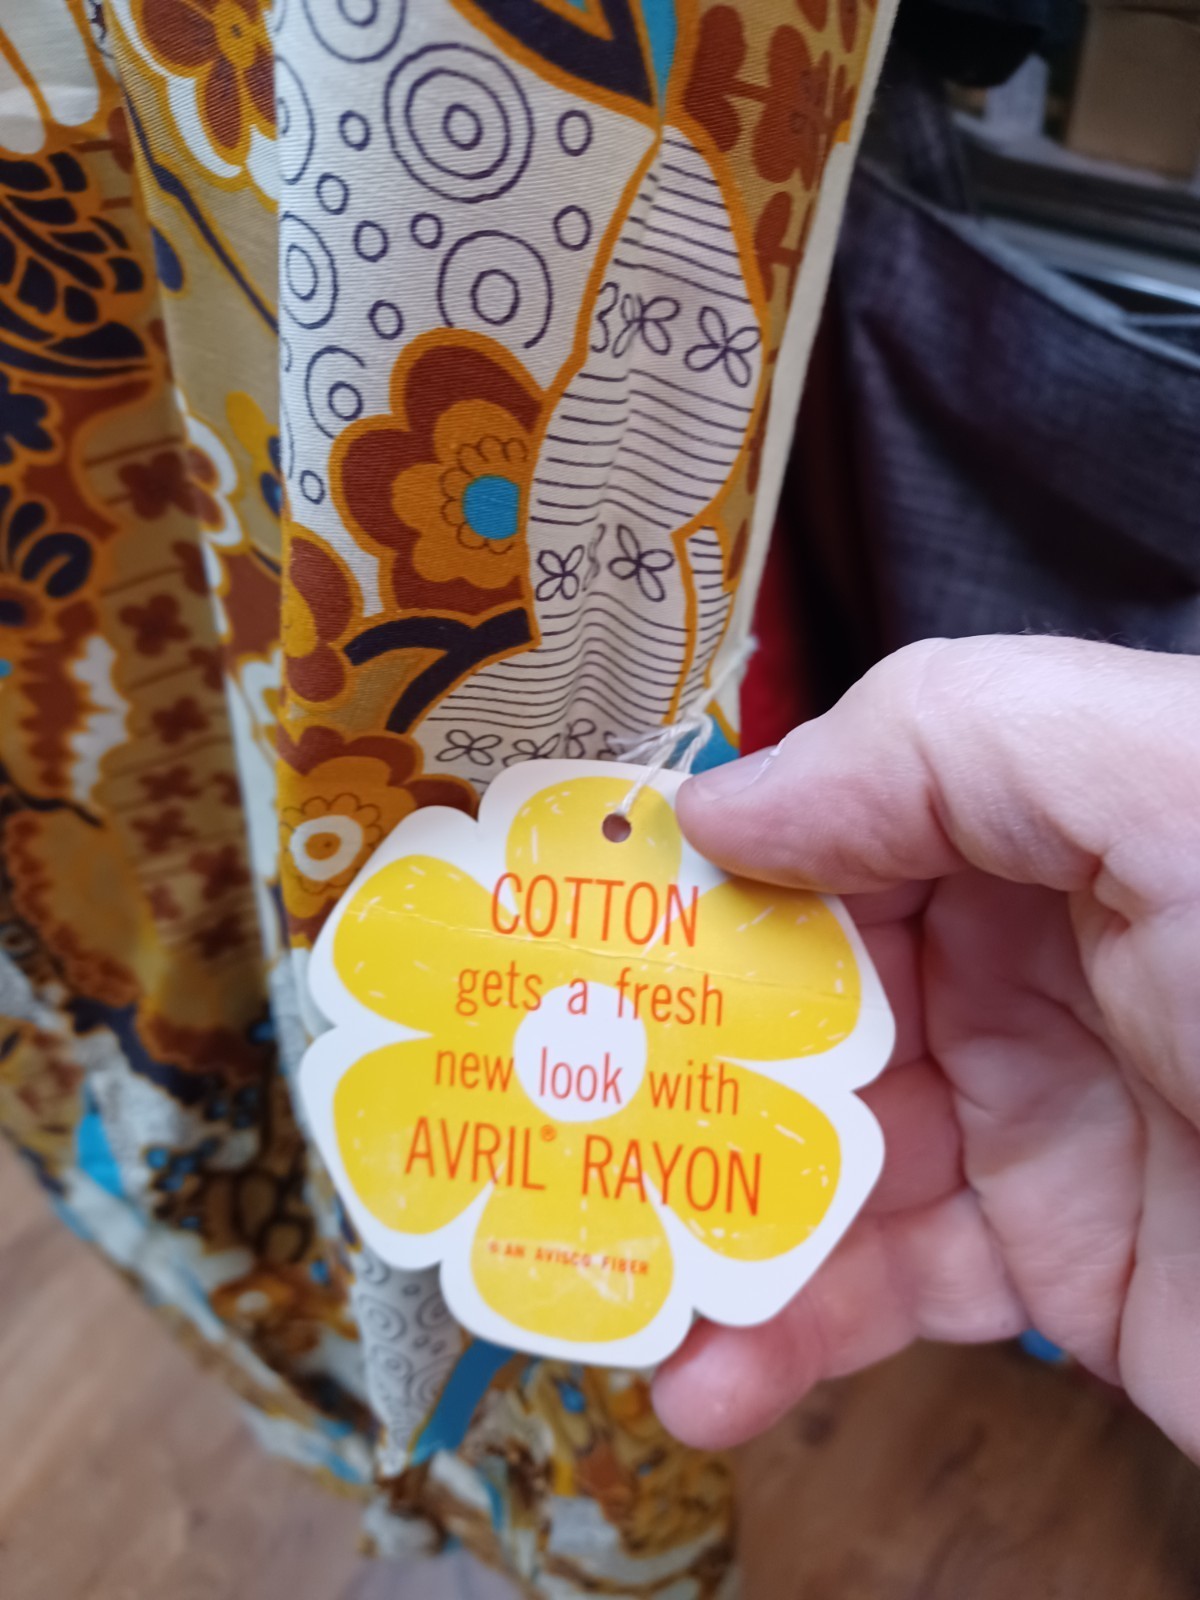 COTTON
gets a fresh
new look with
AVRIL® RAYON
© AN AVISCO FIBER